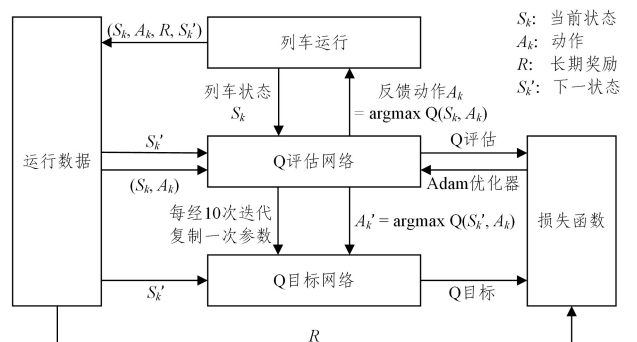 (Sk, Ak, R, Sk′)
列车运行
Sk: 当前状态
Ak: 动作
R: 长期奖励
Sk′: 下一状态
列车状态
Sk
反馈动作Ak
= argmax Q(Sk, Ak)
运行数据
Sk′
(Sk, Ak)
Q评估网络
Q评估
Adam优化器
损失函数
每经10次迭代
复制一次参数
Ak′ = argmax Q(Sk′, Ak)
Sk′
Q目标网络
Q目标
R